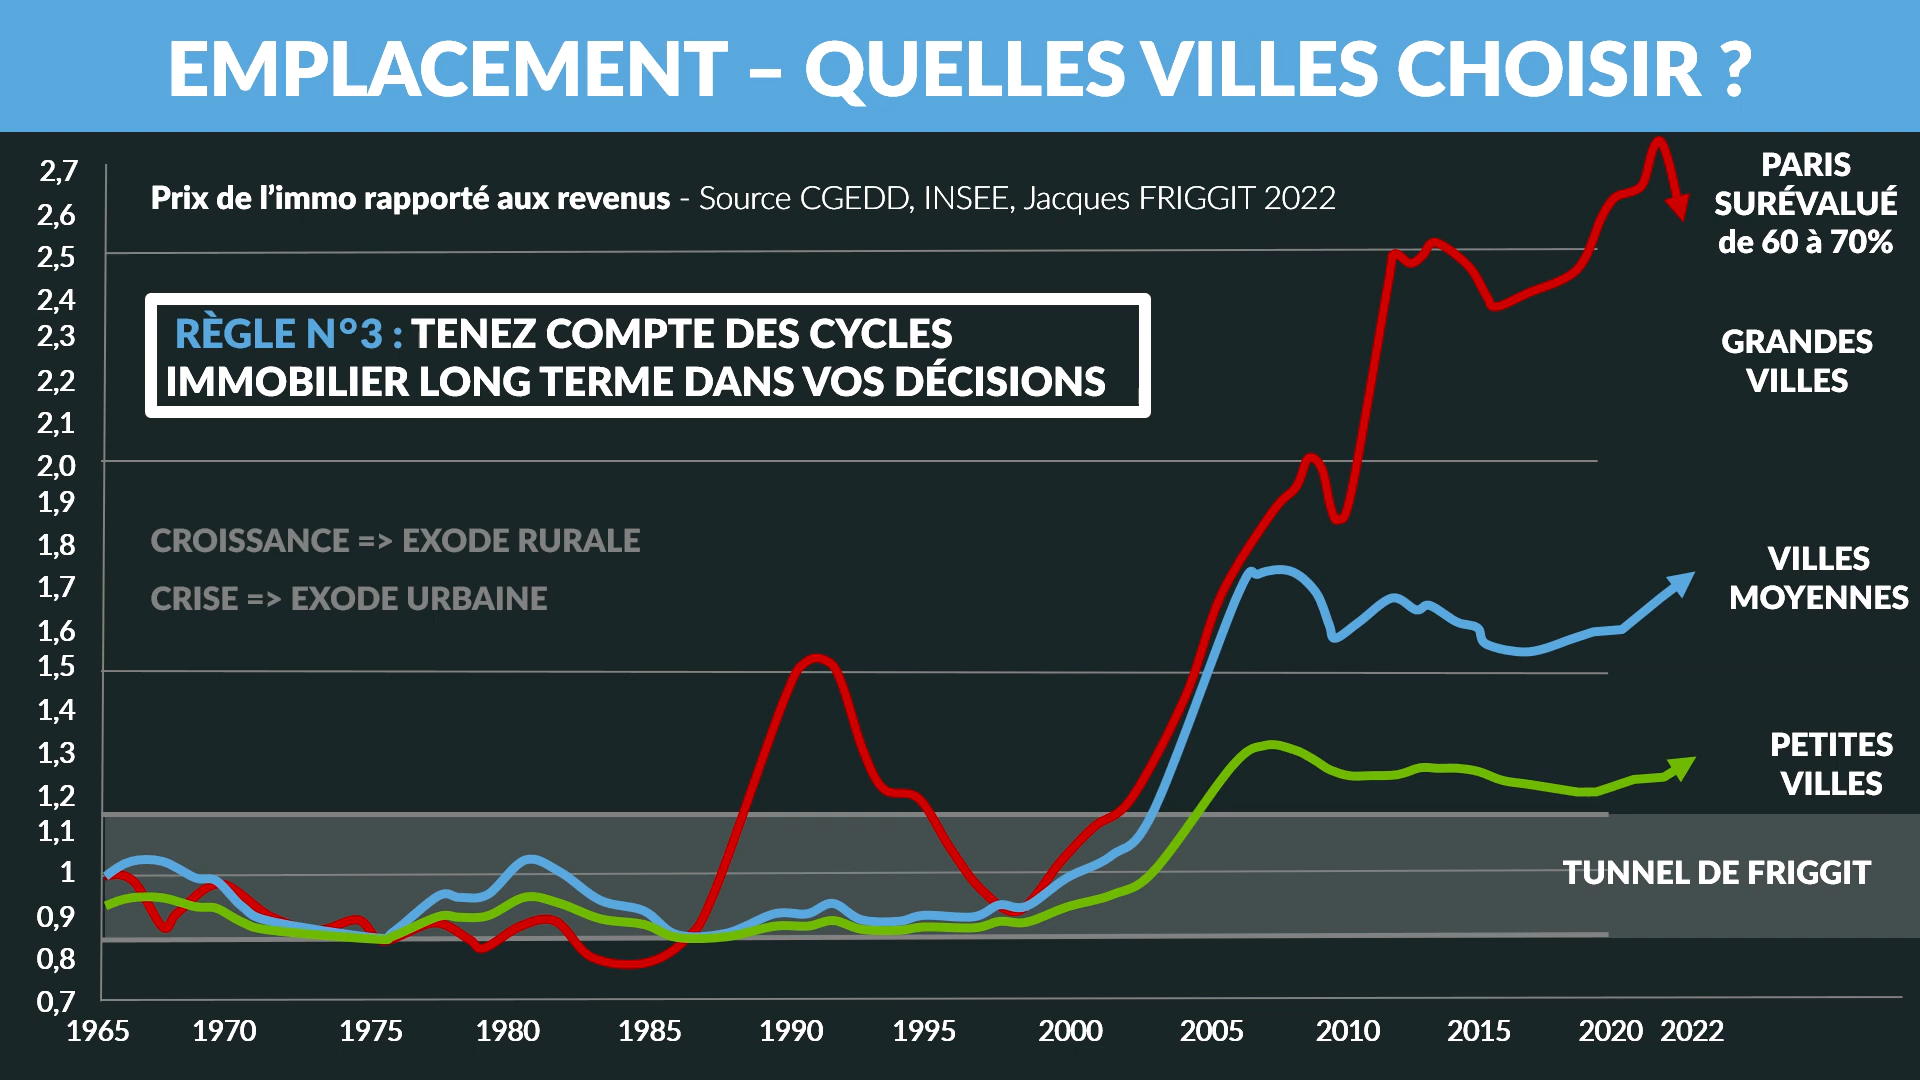 EMPLACEMENT – QUELLES VILLES CHOISIR ?
Prix de l'immo rapporté aux revenus - Source CGEDD, INSEE, Jacques FRIGGIT 2022
RÈGLE N°3 : TENEZ COMPTE DES CYCLES
IMMOBILIER LONG TERME DANS VOS DÉCISIONS
CROISSANCE => EXODE RURALE
CRISE => EXODE URBAINE
2,7
2,6
2,5
2,4
2,3
2,2
2,1
2,0
1,9
1,8
1,7
1,6
1,5
1,4
1,3
1,2
1,1
1
0,9
0,8
0,7
PARIS
SURÉVALUÉ
de 60 à 70%
GRANDES
VILLES
VILLES
MOYENNES
PETITES
VILLES
TUNNEL DE FRIGGIT
1965 1970 1975 1980 1985 1990 1995 2000 2005 2010 2015 2020 2022